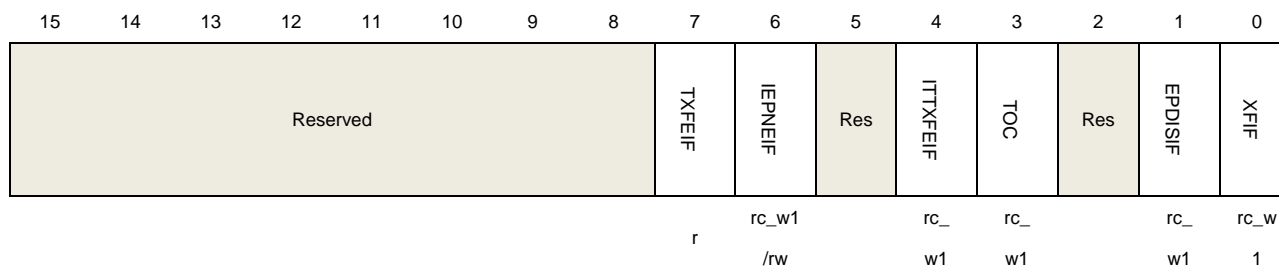 15 14 13 12 11 10 9 8 7 6 5 4 3 2 1 0
Reserved TXFEIF IEPNEIF Res ITTXFEIF TOC Res EPDISIF XFIF
r rc_w1 rc_ rc_ rc_ rc_w
/rw w1 w1 w1 1